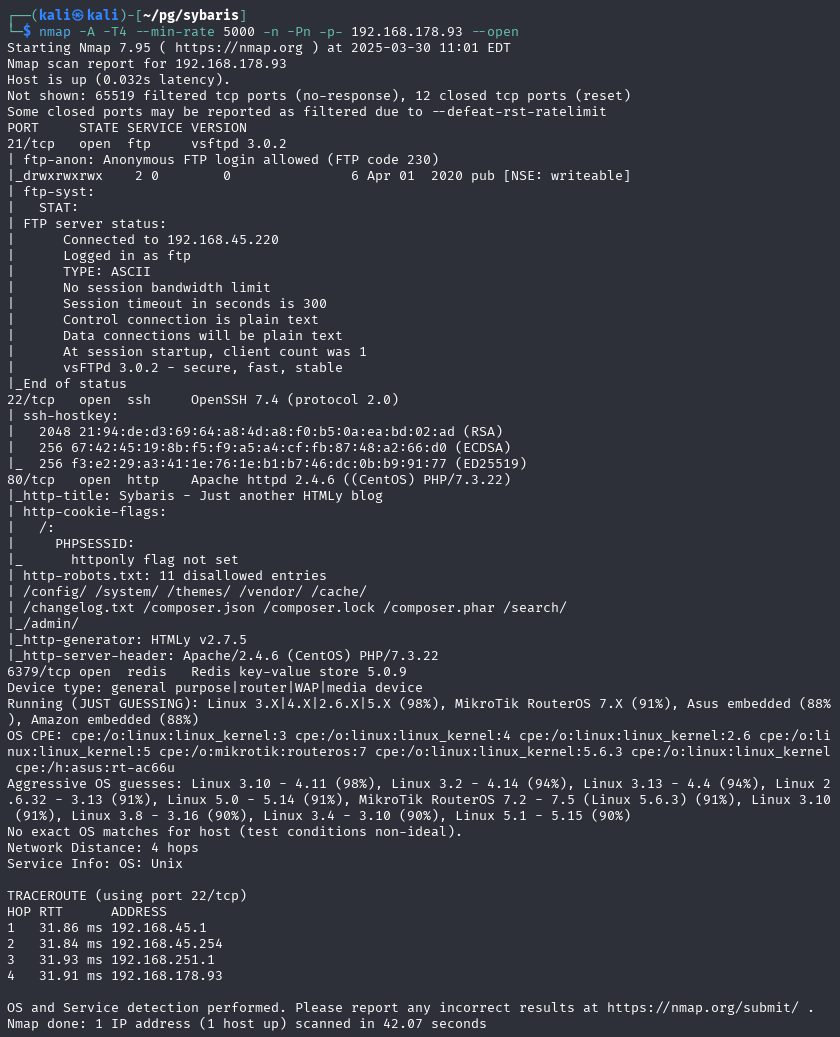 ┌──(kali㉿kali)-[~/pg/sybaris]
└─$ nmap -A -T4 --min-rate 5000 -n -Pn -p- 192.168.178.93 --open
Starting Nmap 7.95 ( https://nmap.org ) at 2025-03-30 11:01 EDT
Nmap scan report for 192.168.178.93
Host is up (0.032s latency).
Not shown: 65519 filtered tcp ports (no-response), 12 closed tcp ports (reset)
Some closed ports may be reported as filtered due to --defeat-rst-ratelimit
PORT     STATE SERVICE VERSION
21/tcp   open  ftp     vsftpd 3.0.2
| ftp-anon: Anonymous FTP login allowed (FTP code 230)
|_drwxrwxrwx    2 0        0               6 Apr 01  2020 pub [NSE: writeable]
| ftp-syst:
|   STAT:
| FTP server status:
|      Connected to 192.168.45.220
|      Logged in as ftp
|      TYPE: ASCII
|      No session bandwidth limit
|      Session timeout in seconds is 300
|      Control connection is plain text
|      Data connections will be plain text
|      At session startup, client count was 1
|      vsFTPd 3.0.2 - secure, fast, stable
|_End of status
22/tcp   open  ssh     OpenSSH 7.4 (protocol 2.0)
| ssh-hostkey:
|   2048 21:94:de:d3:69:64:a8:4d:a8:f0:b5:0a:ea:bd:02:ad (RSA)
|   256 67:42:45:19:8b:f5:f9:a5:a4:cf:fb:87:48:a2:66:d0 (ECDSA)
|_  256 f3:e2:29:a3:41:1e:76:1e:b1:b7:46:dc:0b:b9:91:77 (ED25519)
80/tcp   open  http    Apache httpd 2.4.6 ((CentOS) PHP/7.3.22)
|_http-title: Sybaris - Just another HTMLy blog
| http-cookie-flags:
|   /:
|     PHPSESSID:
|_      httponly flag not set
| http-robots.txt: 11 disallowed entries
| /config/ /system/ /themes/ /vendor/ /cache/
| /changelog.txt /composer.json /composer.lock /composer.phar /search/
|_/admin/
|_http-generator: HTMLy v2.7.5
|_http-server-header: Apache/2.4.6 (CentOS) PHP/7.3.22
6379/tcp open  redis   Redis key-value store 5.0.9
Device type: general purpose|router|WAP|media device
Running (JUST GUESSING): Linux 3.X|4.X|2.6.X|5.X (98%), MikroTik RouterOS 7.X (91%), Asus embedded (88%
), Amazon embedded (88%)
OS CPE: cpe:/o:linux:linux_kernel:3 cpe:/o:linux:linux_kernel:4 cpe:/o:linux:linux_kernel:2.6 cpe:/o:li
nux:linux_kernel:5 cpe:/o:mikrotik:routeros:7 cpe:/o:linux:linux_kernel:5.6.3 cpe:/o:linux:linux_kernel
 cpe:/h:asus:rt-ac66u
Aggressive OS guesses: Linux 3.10 - 4.11 (98%), Linux 3.2 - 4.14 (94%), Linux 3.13 - 4.4 (94%), Linux 2
.6.32 - 3.13 (91%), Linux 5.0 - 5.14 (91%), MikroTik RouterOS 7.2 - 7.5 (Linux 5.6.3) (91%), Linux 3.10
 (91%), Linux 3.8 - 3.16 (90%), Linux 3.4 - 3.10 (90%), Linux 5.1 - 5.15 (90%)
No exact OS matches for host (test conditions non-ideal).
Network Distance: 4 hops
Service Info: OS: Unix

TRACEROUTE (using port 22/tcp)
HOP RTT      ADDRESS
1   31.86 ms 192.168.45.1
2   31.84 ms 192.168.45.254
3   31.93 ms 192.168.251.1
4   31.91 ms 192.168.178.93

OS and Service detection performed. Please report any incorrect results at https://nmap.org/submit/ .
Nmap done: 1 IP address (1 host up) scanned in 42.07 seconds